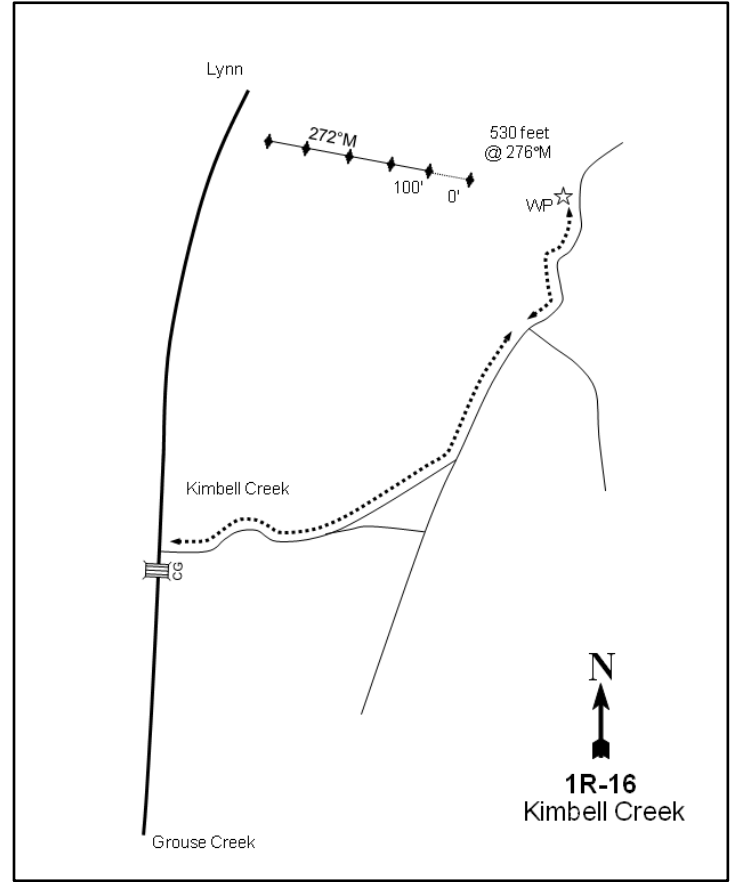 Lynn
272°M
530 feet
@ 276°M
100'
0'
WP
Kimbell Creek
CG
N
1R-16
Kimbell Creek
Grouse Creek